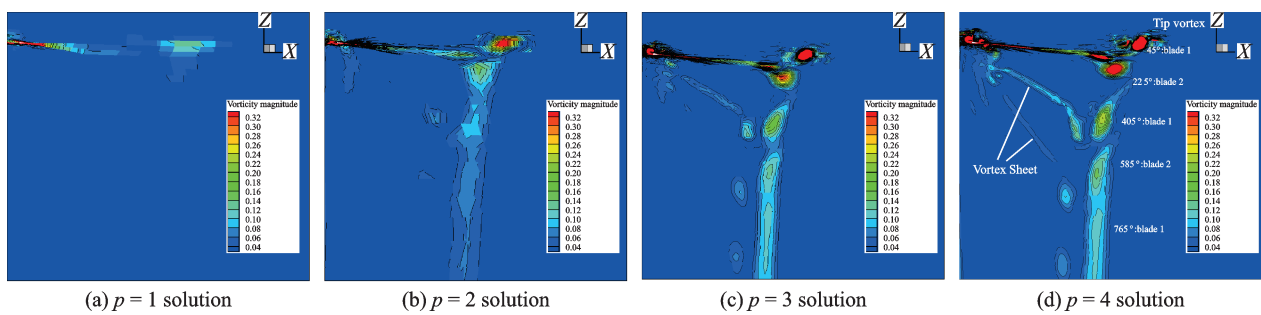 Z
X
Vorticity magnitude
0.32
0.30
0.28
0.26
0.24
0.22
0.20
0.18
0.16
0.14
0.12
0.10
0.08
0.06
0.04
(a) p = 1 solution
Z
X
Vorticity magnitude
0.32
0.30
0.28
0.26
0.24
0.22
0.20
0.18
0.16
0.14
0.12
0.10
0.08
0.06
0.04
(b) p = 2 solution
Z
X
Vorticity magnitude
0.32
0.30
0.28
0.26
0.24
0.22
0.20
0.18
0.16
0.14
0.12
0.10
0.08
0.06
0.04
(c) p = 3 solution
Z
X
Tip vortex
45°:blade 1
225°:blade 2
405°:blade 1
585°:blade 2
765°:blade 1
Vortex Sheet
Vorticity magnitude
0.32
0.30
0.28
0.26
0.24
0.22
0.20
0.18
0.16
0.14
0.12
0.10
0.08
0.06
0.04
(d) p = 4 solution